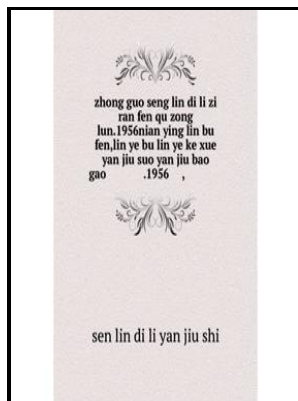 zhong guo seng lin di li zi
ran fen qu zong
lun.1956nian ying lin bu
fen,lin ye bu lin ye ke xue
yan jiu suo yan jiu bao
gao .1956 ,
sen lin di li yan jiu shi